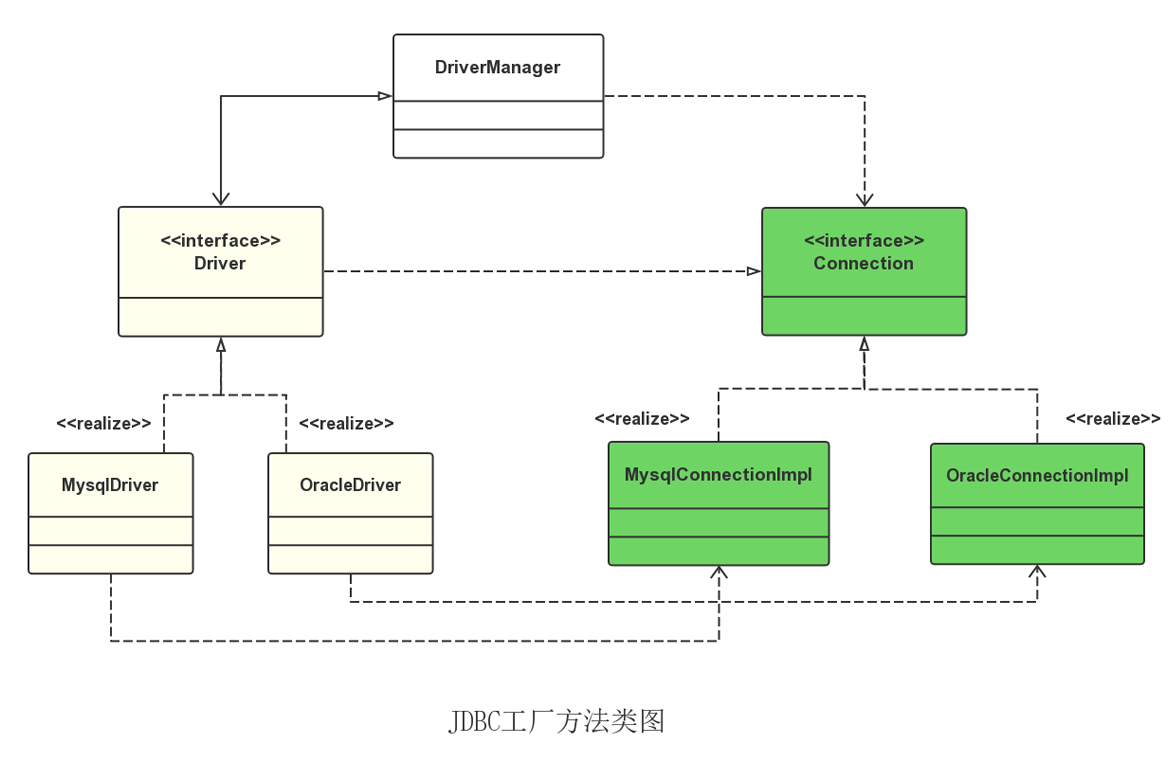 DriverManager
<<interface>>
Driver
<<interface>>
Connection
<<realize>>
<<realize>>
<<realize>>
<<realize>>
MysqlDriver
OracleDriver
MysqlConnectionImpl
OracleConnectionImpl
JDBC工厂方法类图